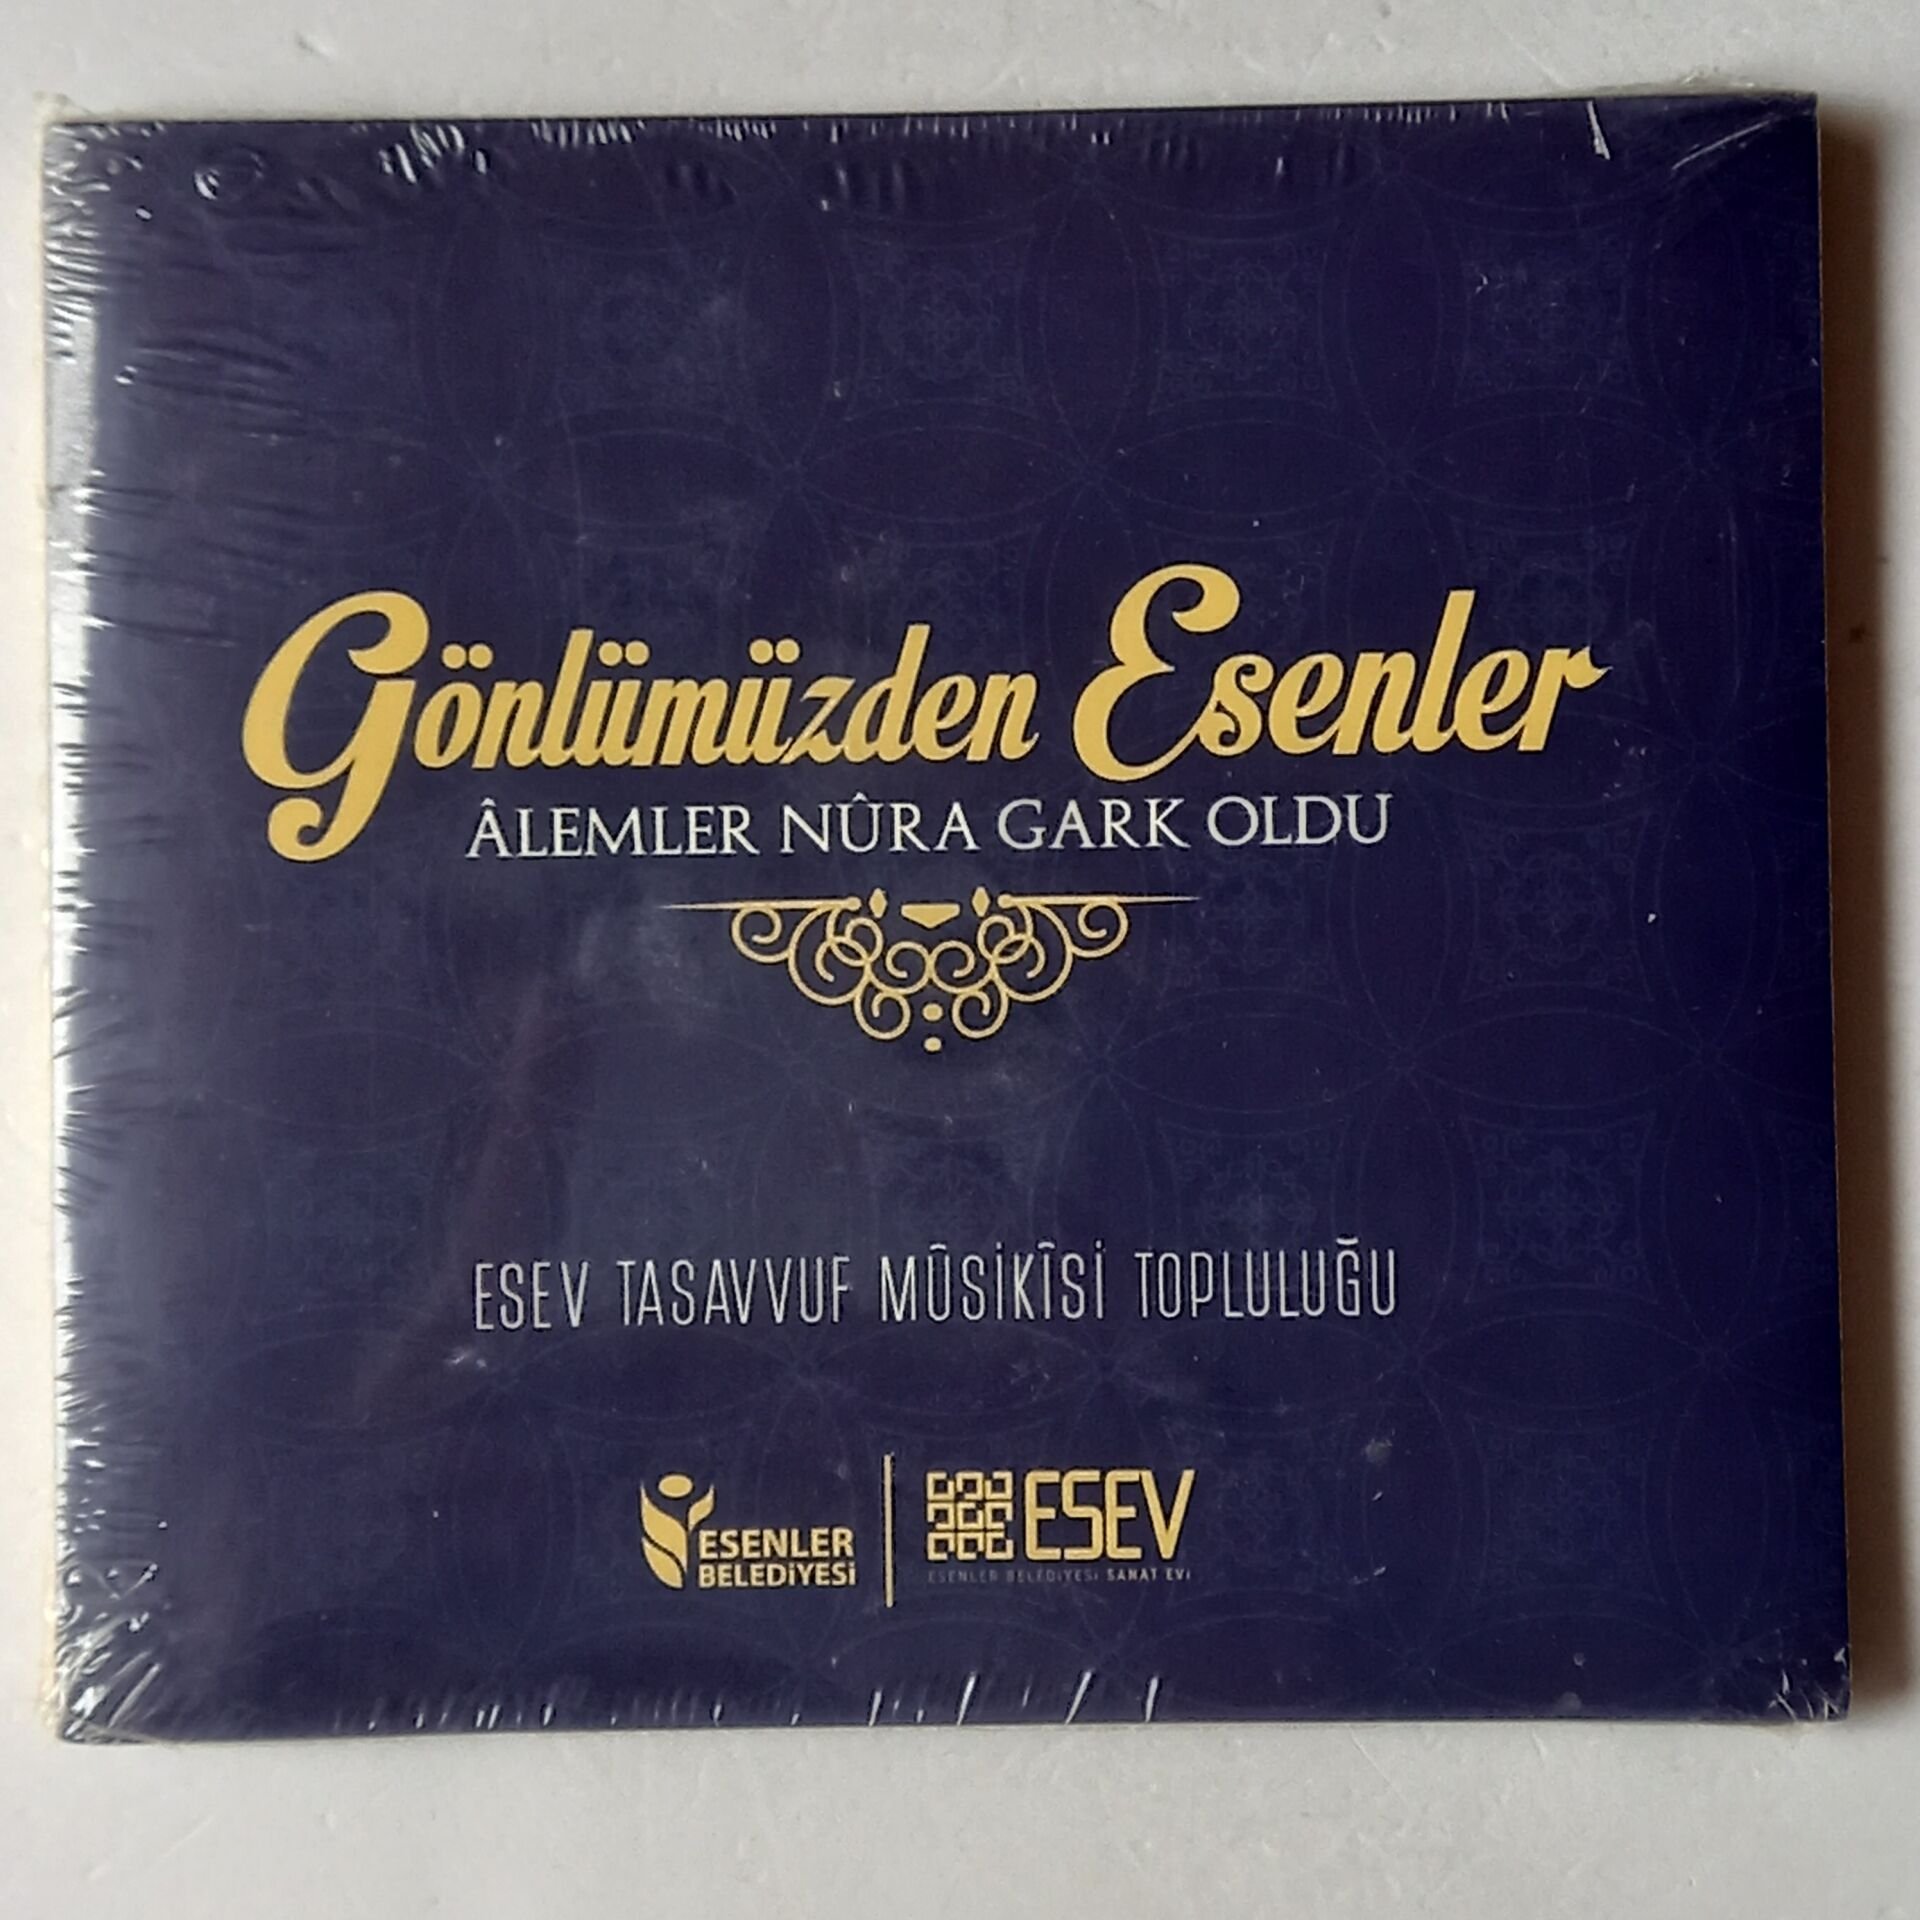 Gönlümüzden Esenler
ÂLEMLER NÛRA GARK OLDU
ESEV TASAVVUF MÛSİKÎSİ TOPLULUĞU
ESENLER
BELEDİYESİ
ESEV
ESENLER BELEDİYESİ SANAT EVİ